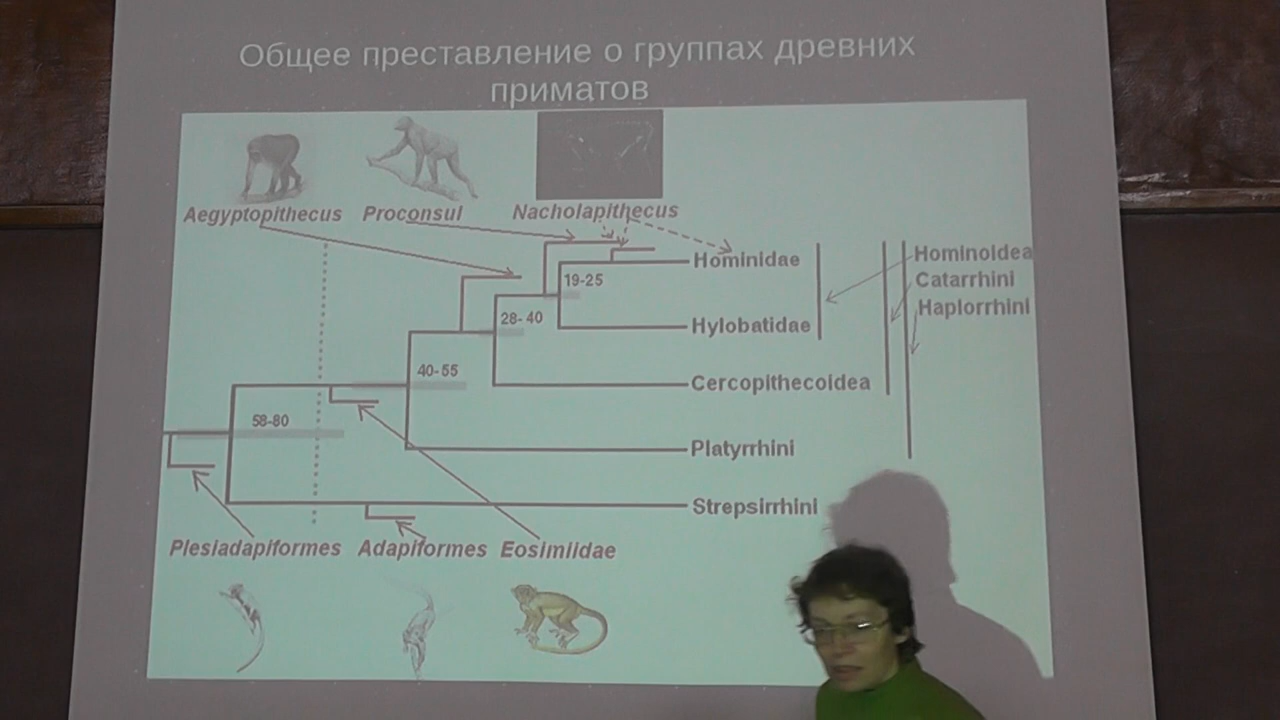 Общее преставление о группах древних
приматов
Aegyptopithecus Proconsul Nacholapithecus
Hominidae
Hominoidea
Catarrhini
Haplorrhini
19-25
28-40
Hylobatidae
40-55
Cercopithecoidea
58-80
Platyrrhini
Strepsirrhini
Plesiadapiformes Adapiformes Eosimiidae